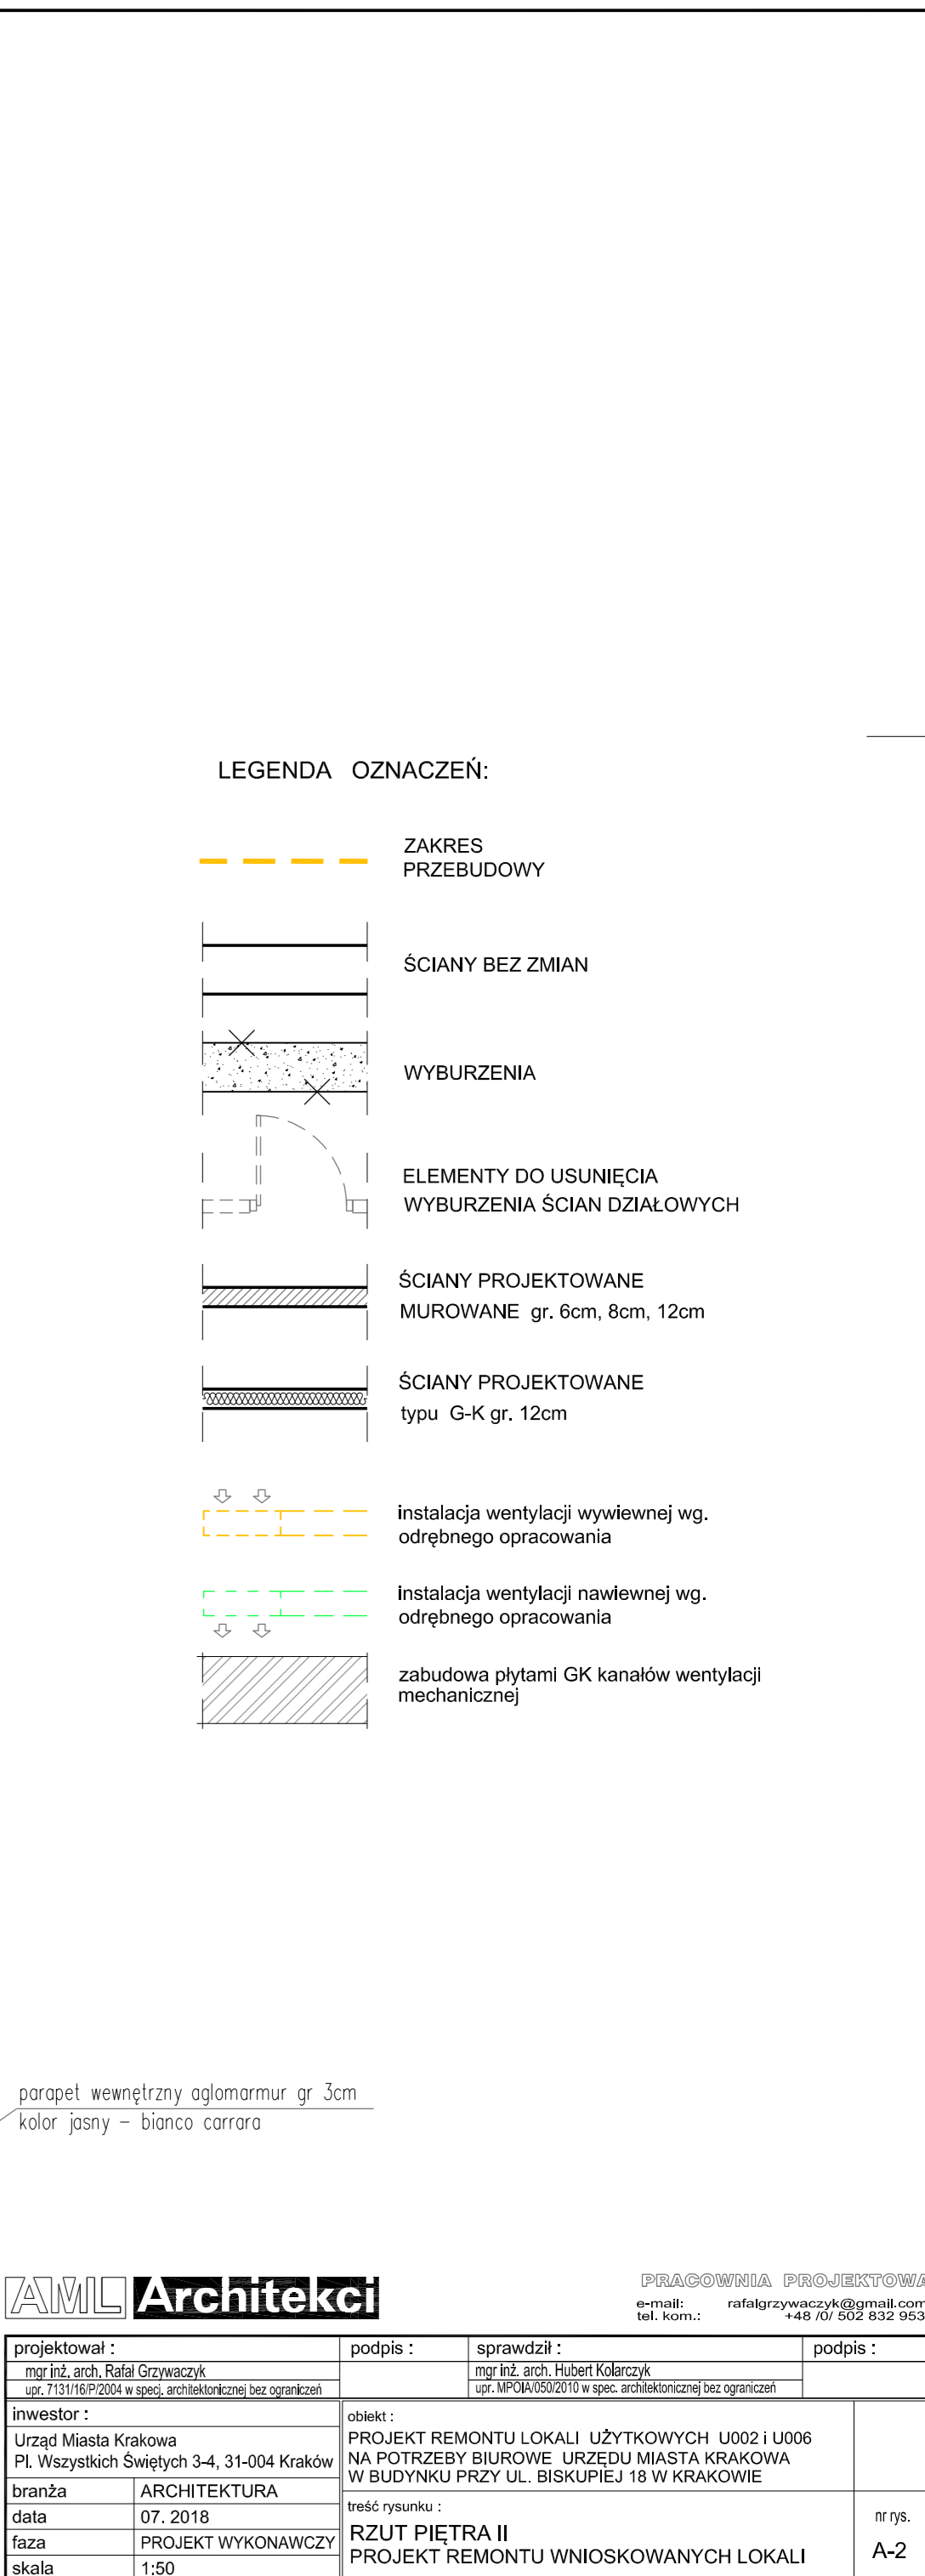 LEGENDA OZNACZEŃ:
ZAKRES
PRZEBUDOWY
ŚCIANY BEZ ZMIAN
WYBURZENIA
ELEMENTY DO USUNIĘCIA
WYBURZENIA ŚCIAN DZIAŁOWYCH
ŚCIANY PROJEKTOWANE
MUROWANE gr. 6cm, 8cm, 12cm
ŚCIANY PROJEKTOWANE
typu G-K gr. 12cm
instalacja wentylacji wywiewnej wg.
odrębnego opracowania
instalacja wentylacji nawiewnej wg.
odrębnego opracowania
zabudowa płytami GK kanałów wentylacji
mechanicznej
parapet wewnętrzny aglomarmur gr 3cm
kolor jasny – bianco carrara
AML Architekci
PRACOWNIA PROJEKTOWA
e-mail: rafalgrzywaczyk@gmail.com
tel. kom.: +48 /0/ 502 832 953
projektował : podpis : sprawdził : podpis :
mgr inż. arch. Rafał Grzywaczyk mgr inż. arch. Hubert Kolarczyk
upr. 7131/16/P/2004 w specj. architektonicznej bez ograniczeń upr. MPOIA/050/2010 w spec. architektonicznej bez ograniczeń
inwestor :
Urząd Miasta Krakowa
Pl. Wszystkich Świętych 3-4, 31-004 Kraków
obiekt :
PROJEKT REMONTU LOKALI UŻYTKOWYCH U002 i U006
NA POTRZEBY BIUROWE URZĘDU MIASTA KRAKOWA
W BUDYNKU PRZY UL. BISKUPIEJ 18 W KRAKOWIE
branża ARCHITEKTURA
data 07. 2018
faza PROJEKT WYKONAWCZY
skala 1:50
treść rysunku :
RZUT PIĘTRA II
PROJEKT REMONTU WNIOSKOWANYCH LOKALI
nr rys.
A-2